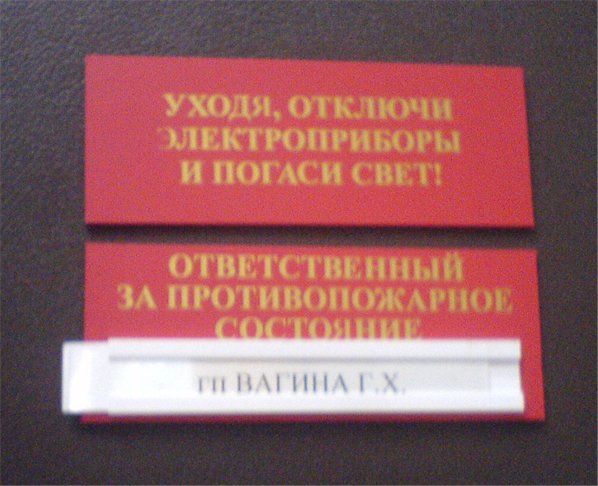 УХОДЯ, ОТКЛЮЧИ
ЭЛЕКТРОПРИБОРЫ
И ПОГАСИ СВЕТ!
ОТВЕТСТВЕННЫЙ
ЗА ПРОТИВОПОЖАРНОЕ
СОСТОЯНИЕ
гп ВАГИНА Г.Х.